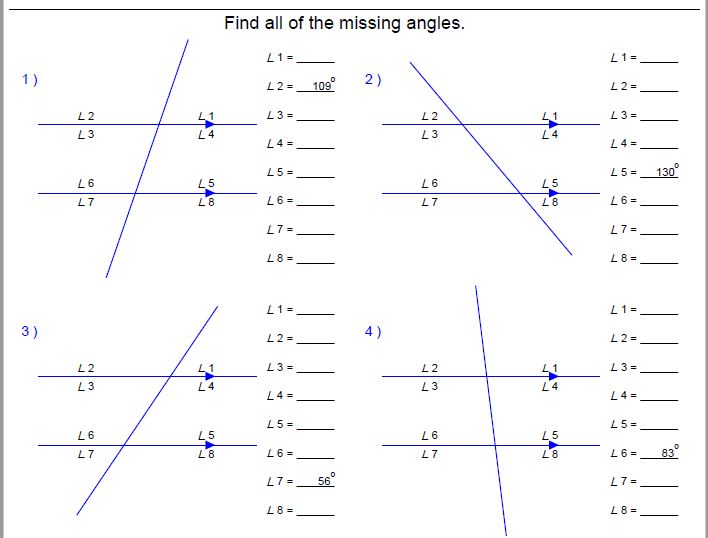 Find all of the missing angles.
1 )
∠ 2 ∠ 1
∠ 3 ∠ 4
∠ 6 ∠ 5
∠ 7 ∠ 8
∠ 1 = ______
∠ 2 = 109°
∠ 3 = ______
∠ 4 = ______
∠ 5 = ______
∠ 6 = ______
∠ 7 = ______
∠ 8 = ______
2 )
∠ 2 ∠ 1
∠ 3 ∠ 4
∠ 6 ∠ 5
∠ 7 ∠ 8
∠ 1 = ______
∠ 2 = ______
∠ 3 = ______
∠ 4 = ______
∠ 5 = 130°
∠ 6 = ______
∠ 7 = ______
∠ 8 = ______
3 )
∠ 2 ∠ 1
∠ 3 ∠ 4
∠ 6 ∠ 5
∠ 7 ∠ 8
∠ 1 = ______
∠ 2 = ______
∠ 3 = ______
∠ 4 = ______
∠ 5 = ______
∠ 6 = ______
∠ 7 = 56°
∠ 8 = ______
4 )
∠ 2 ∠ 1
∠ 3 ∠ 4
∠ 6 ∠ 5
∠ 7 ∠ 8
∠ 1 = ______
∠ 2 = ______
∠ 3 = ______
∠ 4 = ______
∠ 5 = ______
∠ 6 = 83°
∠ 7 = ______
∠ 8 = ______